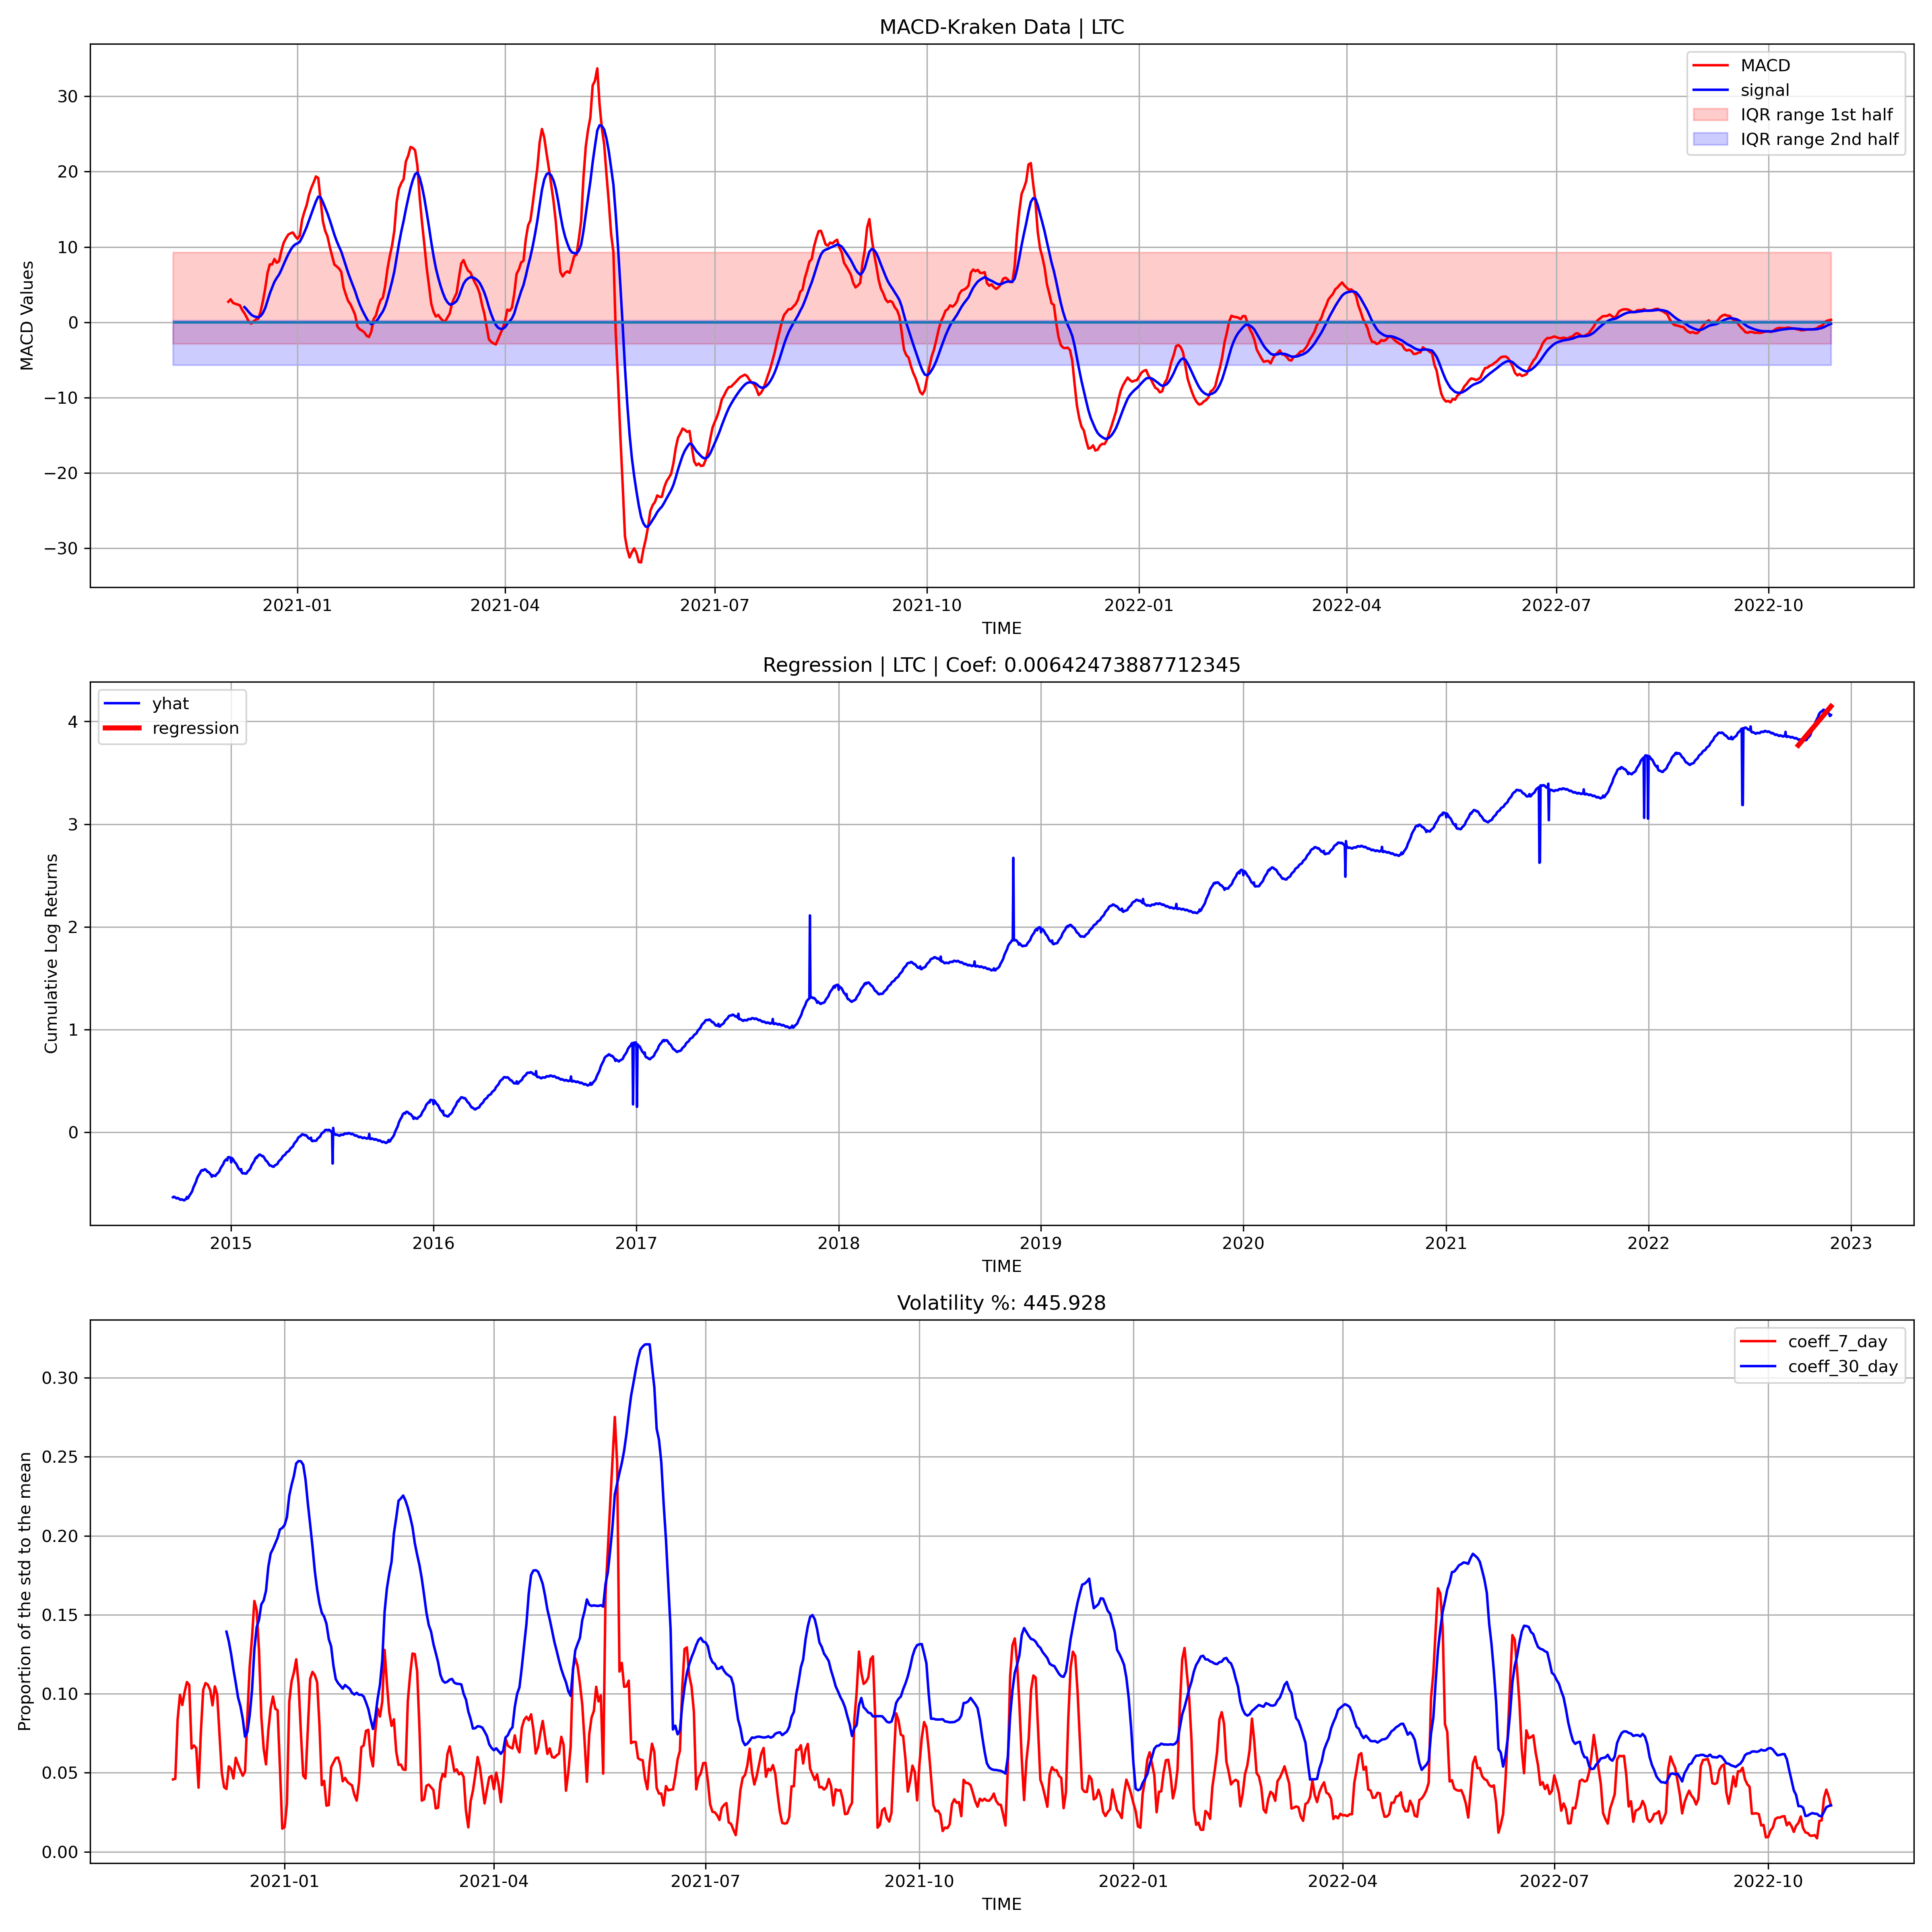 MACD-Kraken Data | LTC
MACD Values
30
20
10
0
−10
−20
−30
MACD
signal
IQR range 1st half
IQR range 2nd half
2021-01 2021-04 2021-07 2021-10 2022-01 2022-04 2022-07 2022-10
TIME
Regression | LTC | Coef: 0.00642473887712345
Cumulative Log Returns
4
3
2
1
0
yhat
regression
2015 2016 2017 2018 2019 2020 2021 2022 2023
TIME
Volatility %: 445.928
Proportion of the std to the mean
0.30
0.25
0.20
0.15
0.10
0.05
0.00
coeff_7_day
coeff_30_day
2021-01 2021-04 2021-07 2021-10 2022-01 2022-04 2022-07 2022-10
TIME